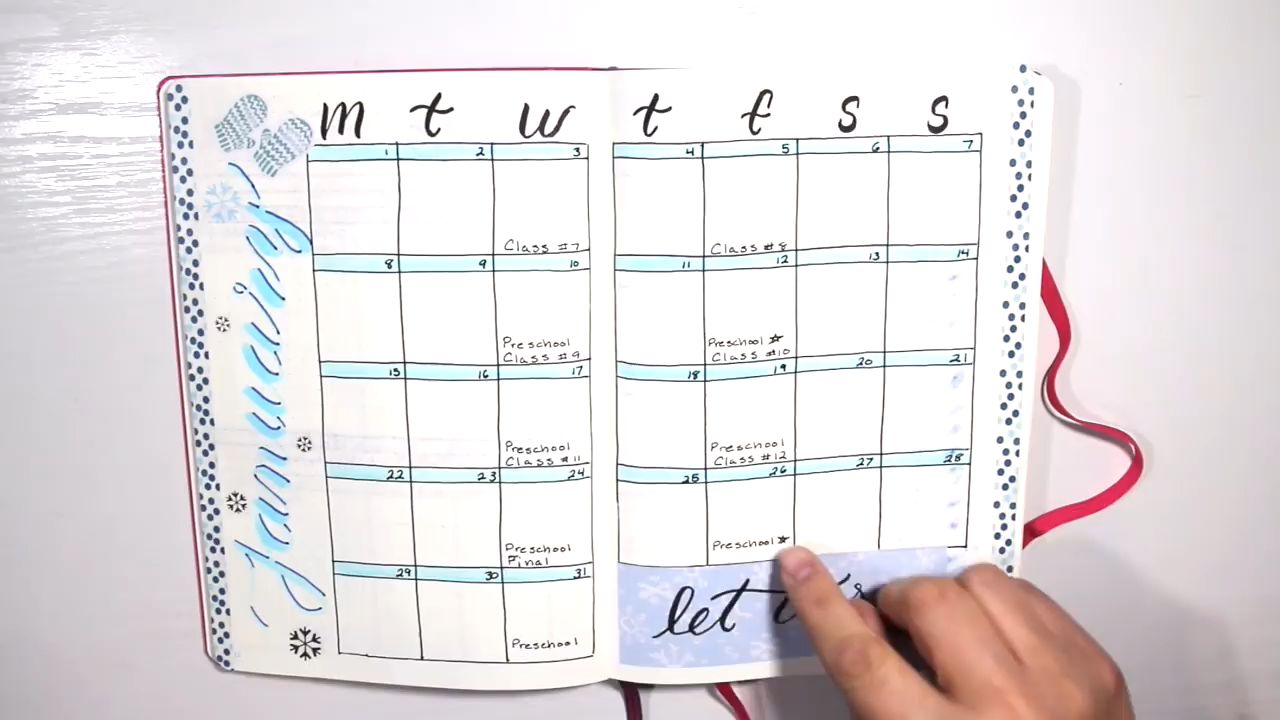 January
m t w t f s s
1 2 3 4 5 6 7
Class #7 Class #8
8 9 10 11 12 13 14
Preschool Preschool ☆
Class #9 Class #10
15 16 17 18 19 20 21
Preschool Preschool
Class #11 Class #12
22 23 24 25 26 27 28
Preschool Preschool ☆
Final
29 30 31
Preschool
let